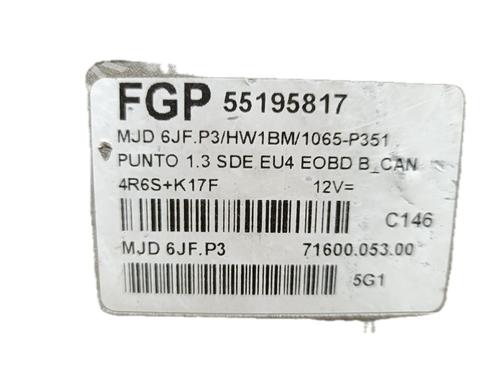 FGP 55195817
MJD 6JF.P3/HW1BM/1065-P351
PUNTO 1.3 SDE EU4 EOBD B_CAN
4R6S+K17F 12V=
C146
MJD 6JF.P3 71600.053.00
5G1